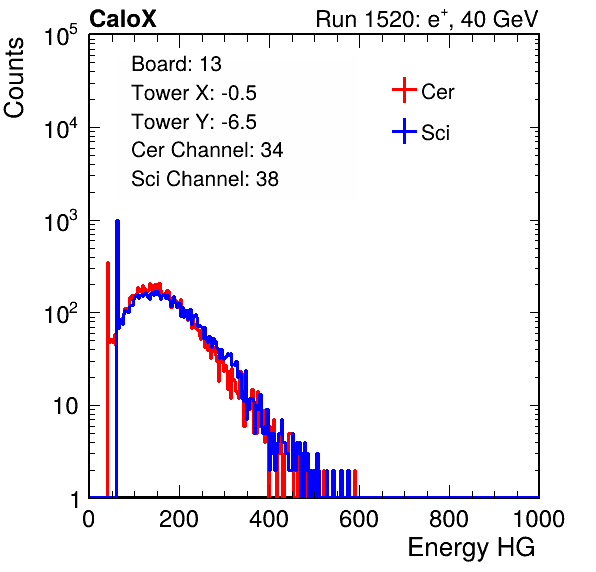 CaloX Run 1520: e⁺, 40 GeV
Board: 13
Tower X: -0.5
Tower Y: -6.5
Cer Channel: 34
Sci Channel: 38
Cer
Sci
Counts
10⁵
10⁴
10³
10²
10
1
0 200 400 600 800 1000
Energy HG